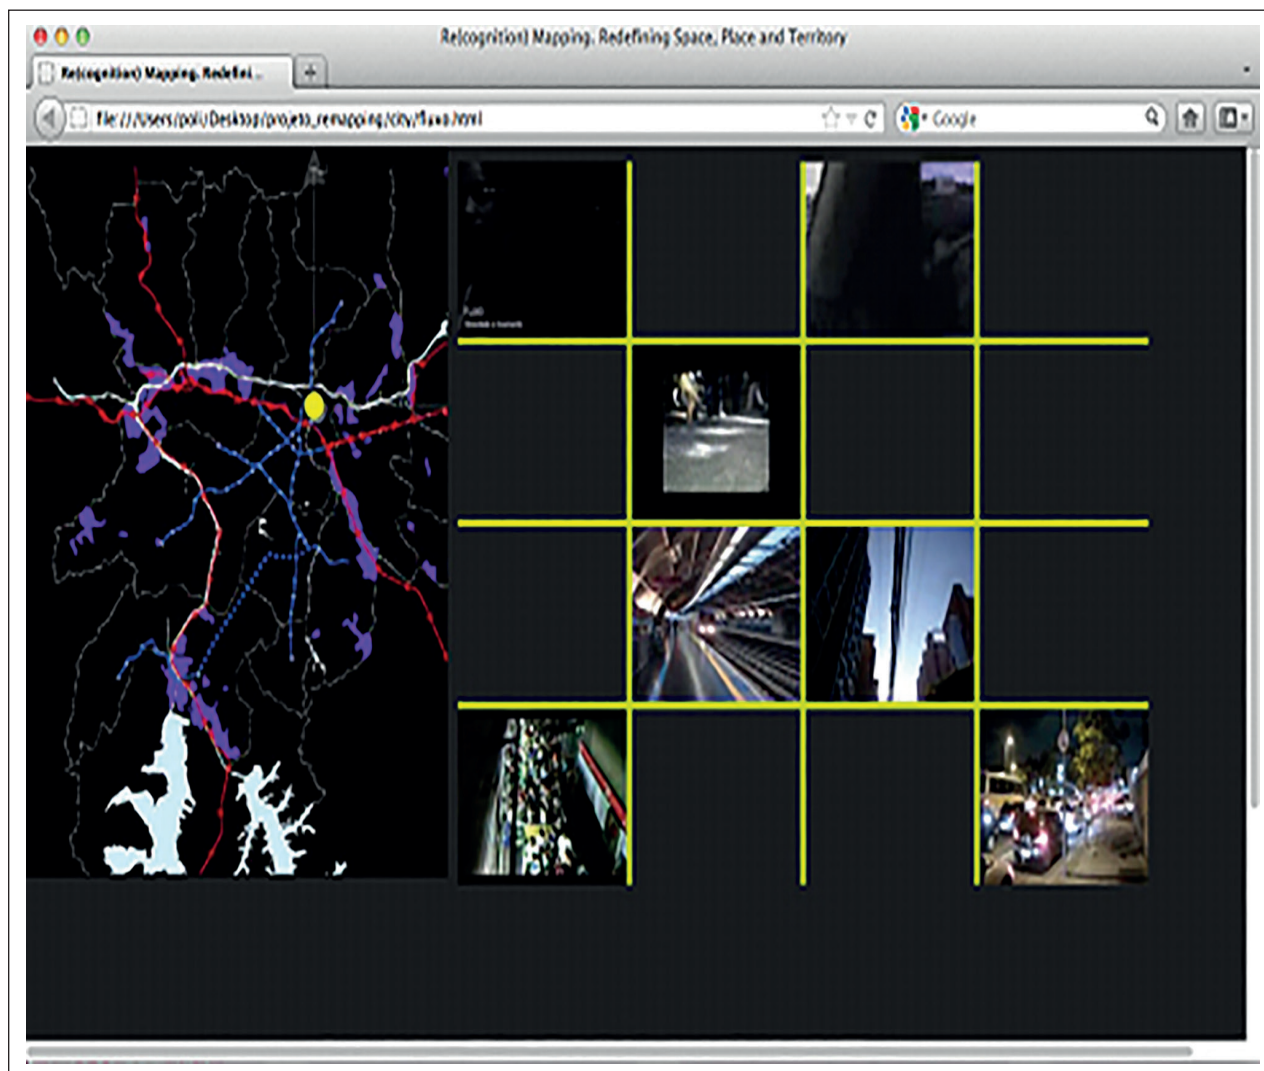 Re(cognition) Mapping. Redefining Space, Place and Territory
Re(cognition) Mapping. Redefini...
file:///Users/poli/Desktop/projeto_remapping/city/fluxo.html
Google